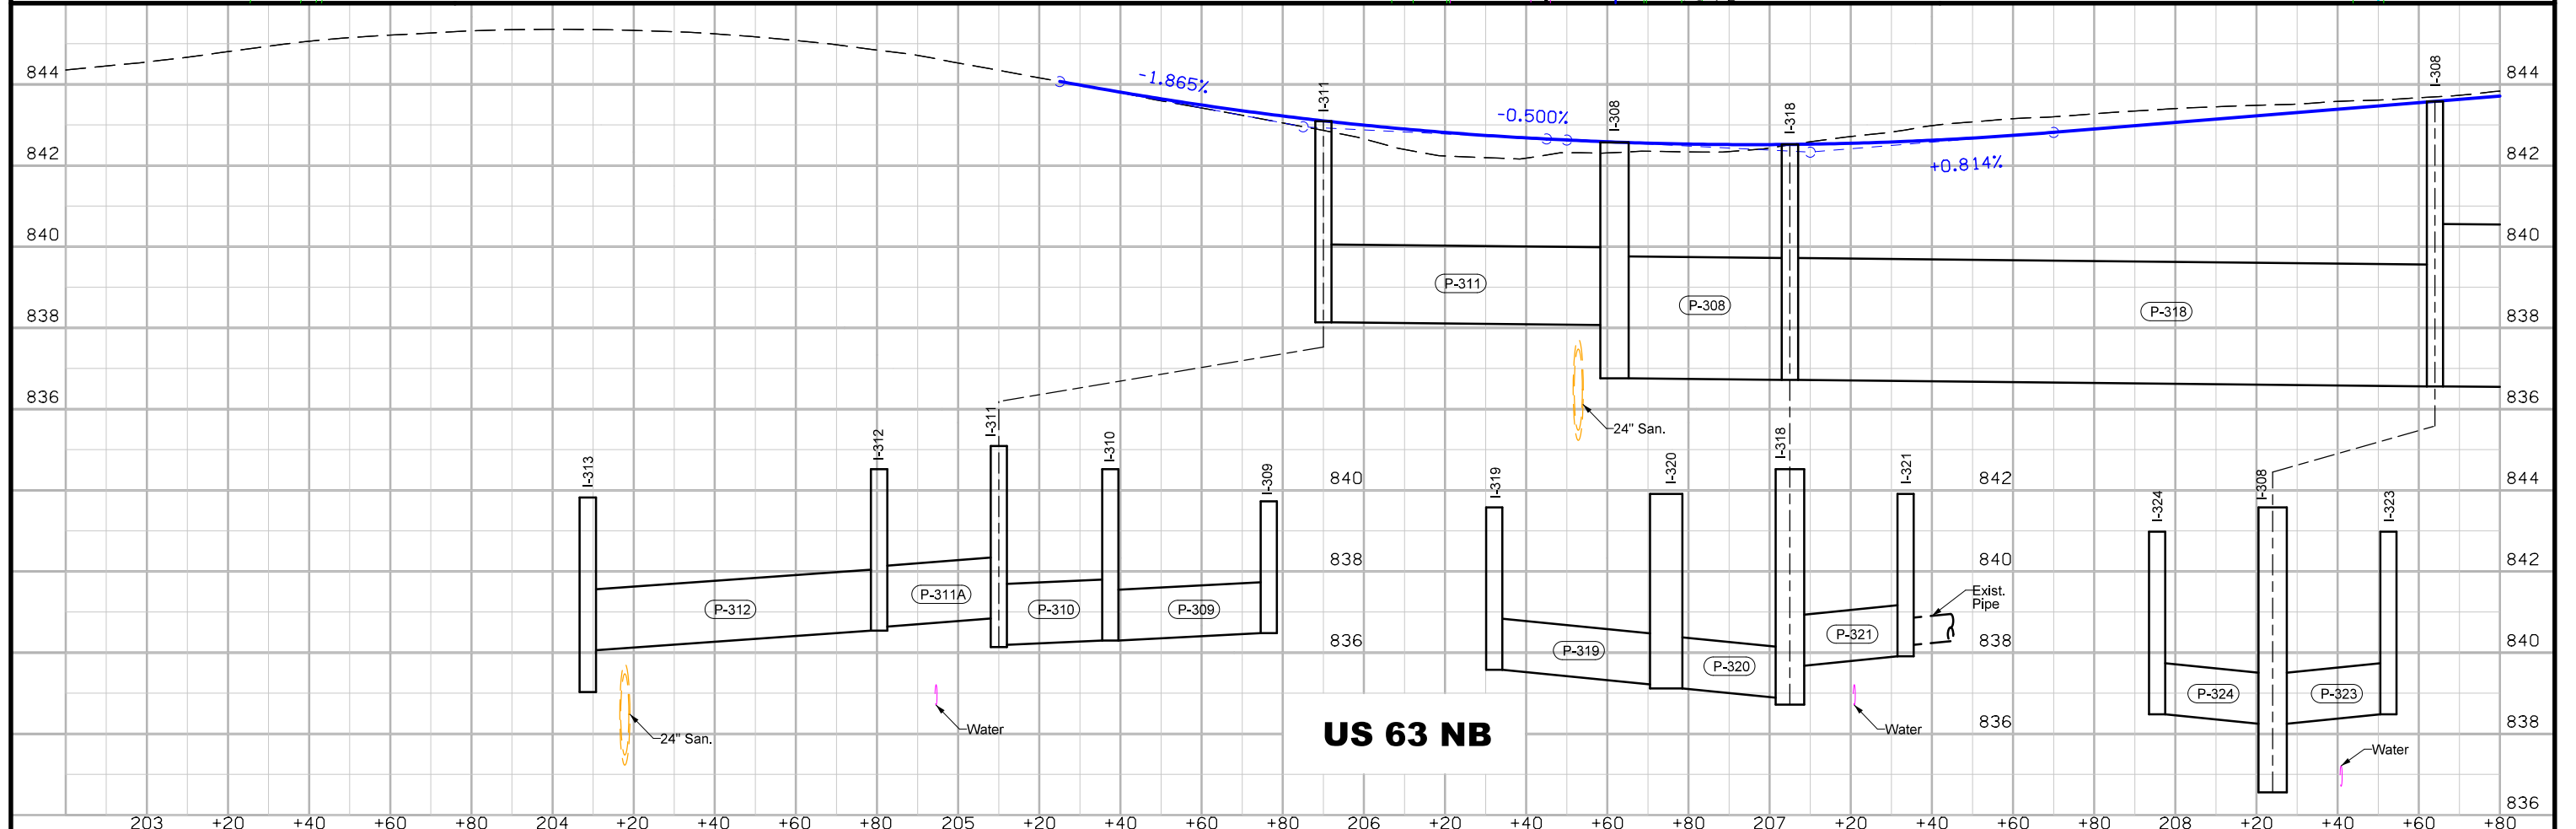 844 -1.865% I-311 -0.500% I-308 I-318 I-308 844
842 +0.814% 842
840 840
P-311 P-308 P-318
838 838
836 24" San. 836
I-313 I-312 I-311 I-310 I-309 840 I-319 I-320 I-318 I-321 842 I-324 I-308 I-323 844
838 840 842
P-312 P-311A P-310 P-309 Exist.
Pipe
836 P-319 P-320 P-321 838 840
P-324 P-323
24" San. Water US 63 NB Water 836 838
Water
836
203 +20 +40 +60 +80 204 +20 +40 +60 +80 205 +20 +40 +60 +80 206 +20 +40 +60 +80 207 +20 +40 +60 +80 208 +20 +40 +60 +80